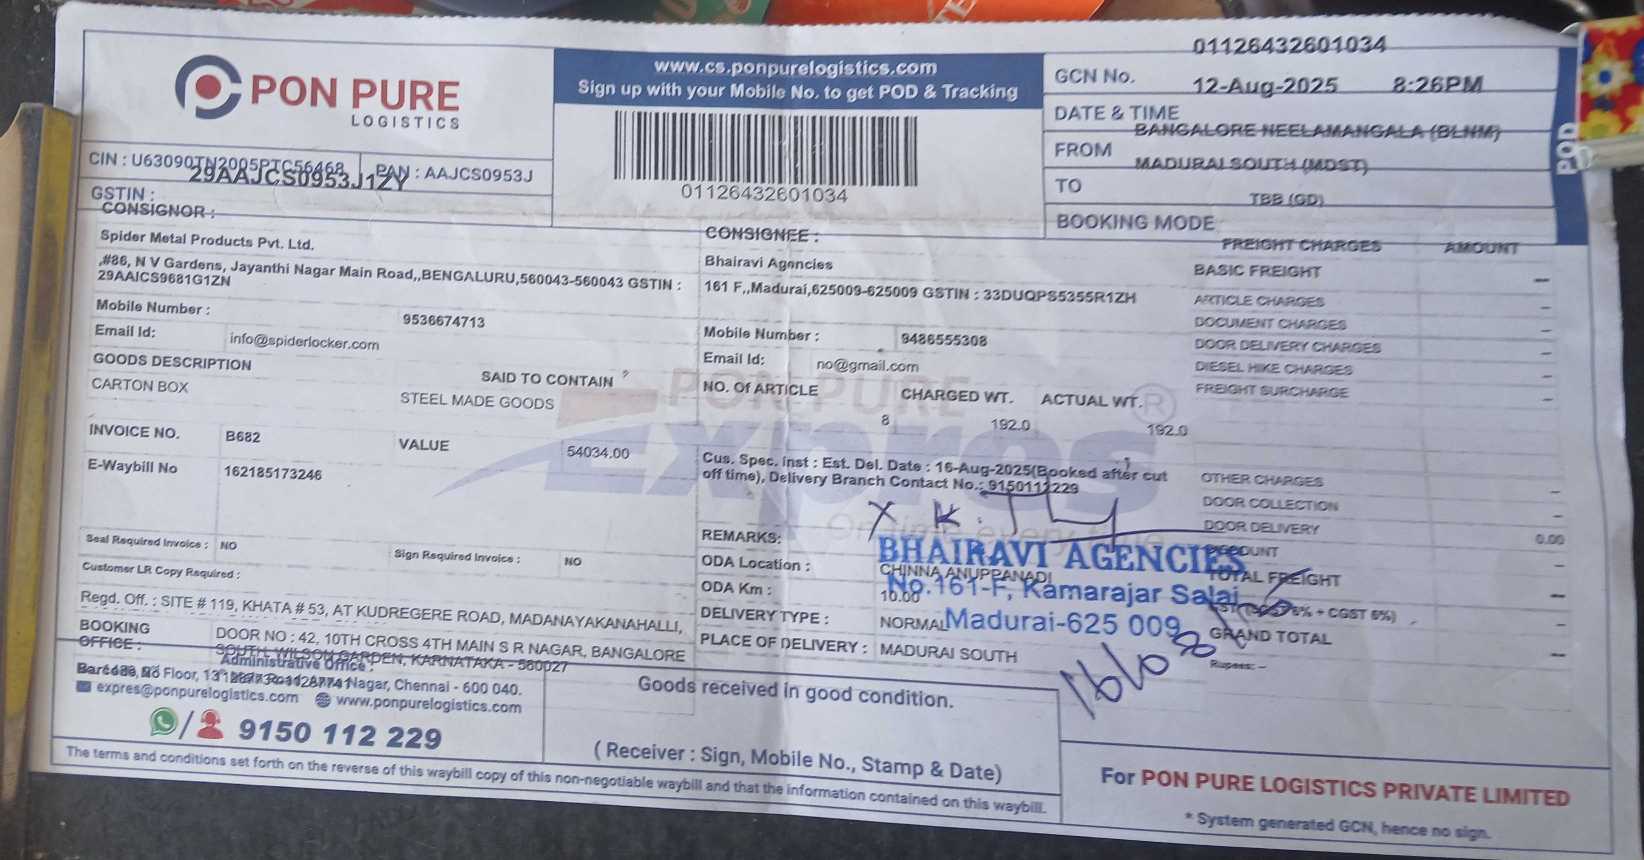 PON PURE
LOGISTICS
www.cs.ponpurelogistics.com
Sign up with your Mobile No. to get POD & Tracking
01126432601034
01126432601034
GCN No.
12-Aug-2025 8:26PM
DATE & TIME
BANGALORE NEELAMANGALA (BLNM)
FROM
MADURAI SOUTH (MDST)
TO
TBB (GD)
BOOKING MODE
POD
CIN : U63090TN2005PTC56468
PAN : AAJCS0953J
29AAJCS0953J1ZY
GSTIN :
CONSIGNOR :
Spider Metal Products Pvt. Ltd.
,#86, N V Gardens, Jayanthi Nagar Main Road,,BENGALURU,560043-560043 GSTIN :
29AAICS9681G1ZN
Mobile Number : 9536674713
Email Id: info@spiderlocker.com
GOODS DESCRIPTION
SAID TO CONTAIN
CARTON BOX
STEEL MADE GOODS
INVOICE NO. B682
VALUE 54034.00
E-Waybill No 162185173246
Seal Required Invoice : NO
Sign Required Invoice : NO
Customer LR Copy Required :
CONSIGNEE :
Bhairavi Agencies
161 F,,Madurai,625009-625009 GSTIN : 33DUQPS5355R1ZH
Mobile Number : 9486555308
Email Id: no@gmail.com
NO. Of ARTICLE CHARGED WT. ACTUAL WT.
8 192.0 192.0
PON PURE
Expres
®
Cus. Spec. Inst : Est. Del. Date : 16-Aug-2025(Booked after cut
off time), Delivery Branch Contact No.: 9150112229
REMARKS:
ODA Location : CHINNA ANUPPANADI
ODA Km : 10.00
DELIVERY TYPE : NORMAL
PLACE OF DELIVERY : MADURAI SOUTH
BHAIRAVI AGENCIES
No.161-F, Kamarajar Salai
Madurai-625 009
FREIGHT CHARGES AMOUNT
BASIC FREIGHT --
ARTICLE CHARGES --
DOCUMENT CHARGES --
DOOR DELIVERY CHARGES --
DIESEL HIKE CHARGES --
FREIGHT SURCHARGE --
OTHER CHARGES --
DOOR COLLECTION --
DOOR DELIVERY 0.00
TOTAL FREIGHT --
GRAND TOTAL --
Rupees: --
Regd. Off. : SITE # 119, KHATA # 53, AT KUDREGERE ROAD, MADANAYAKANAHALLI,
BOOKING
OFFICE :
DOOR NO : 42, 10TH CROSS 4TH MAIN S R NAGAR, BANGALORE
SOUTH, WILSON GARDEN, KARNATAKA - 560027
Administrative Office :
Nagar, Chennai - 600 040.
expres@ponpurelogistics.com www.ponpurelogistics.com
9150 112 229
Goods received in good condition.
( Receiver : Sign, Mobile No., Stamp & Date)
The terms and conditions set forth on the reverse of this waybill copy of this non-negotiable waybill and that the information contained on this waybill.
For PON PURE LOGISTICS PRIVATE LIMITED
* System generated GCN, hence no sign.